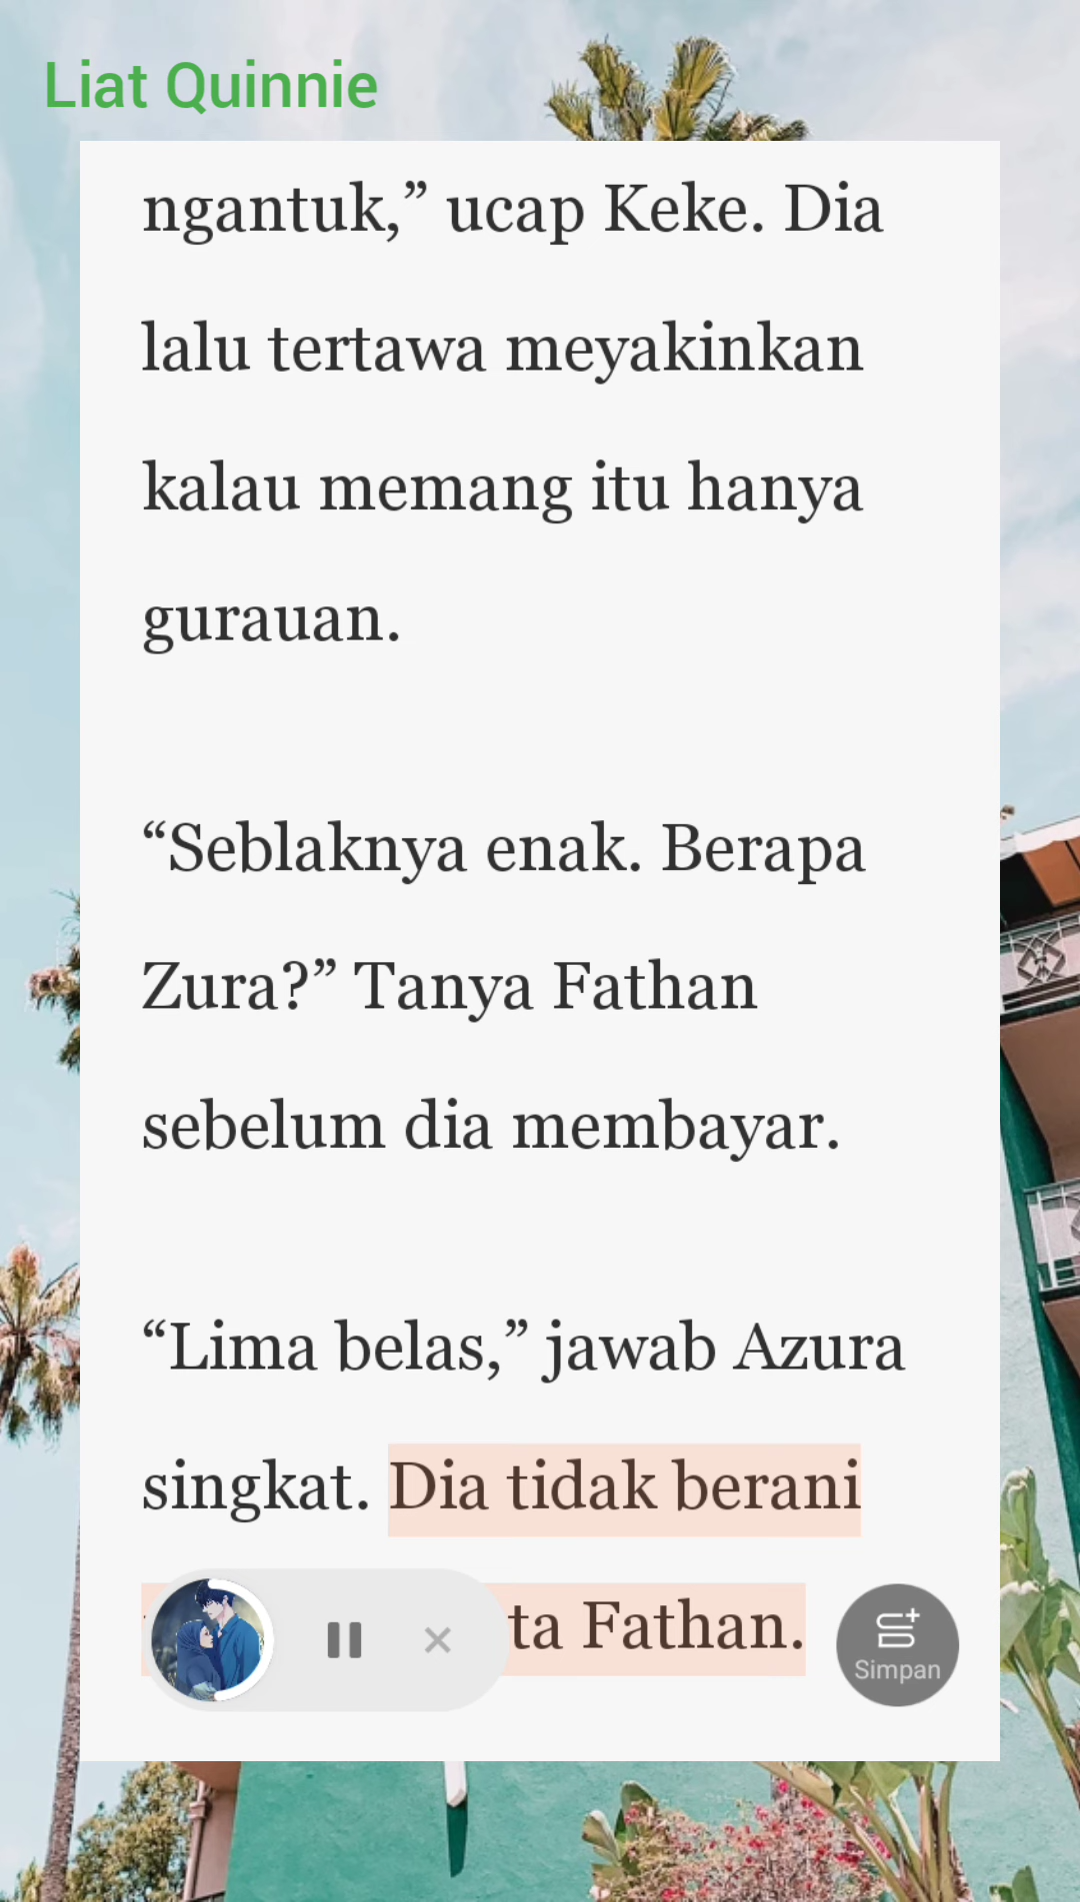 Liat Quinnie
ngantuk,” ucap Keke. Dia
lalu tertawa meyakinkan
kalau memang itu hanya
gurauan.
“Seblaknya enak. Berapa
Zura?” Tanya Fathan
sebelum dia membayar.
“Lima belas,” jawab Azura
singkat. Dia tidak berani
ta Fathan.
Simpan